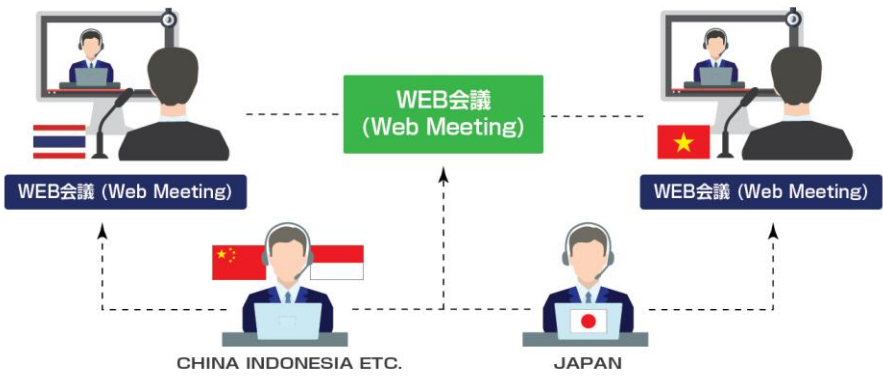 WEB会議
(Web Meeting)
WEB会議 (Web Meeting)
WEB会議 (Web Meeting)
CHINA INDONESIA ETC.
JAPAN